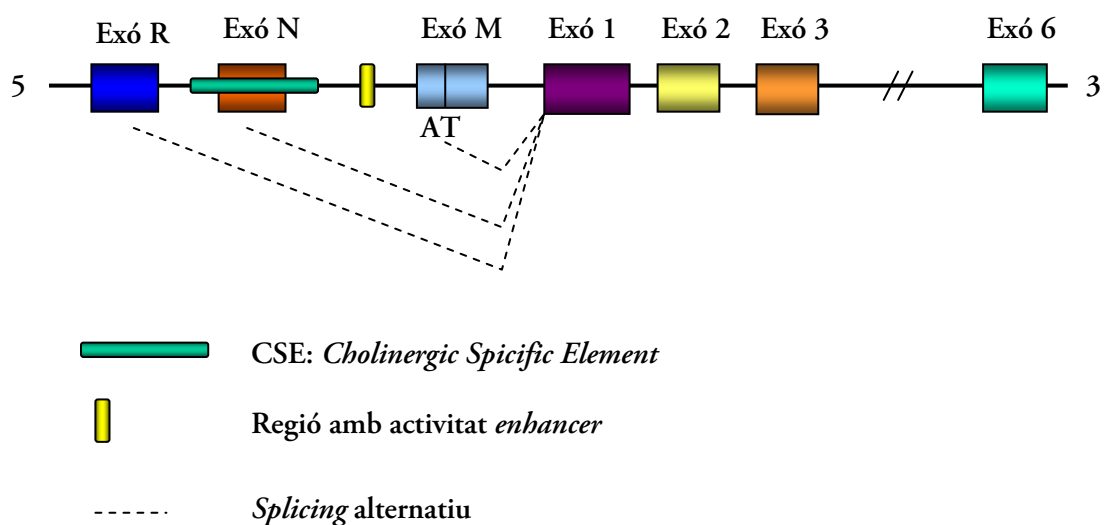 Exó R Exó N Exó M Exó 1 Exó 2 Exó 3 Exó 6
5 3
AT
CSE: Cholinergic Spicific Element
Regió amb activitat enhancer
Splicing alternatiu